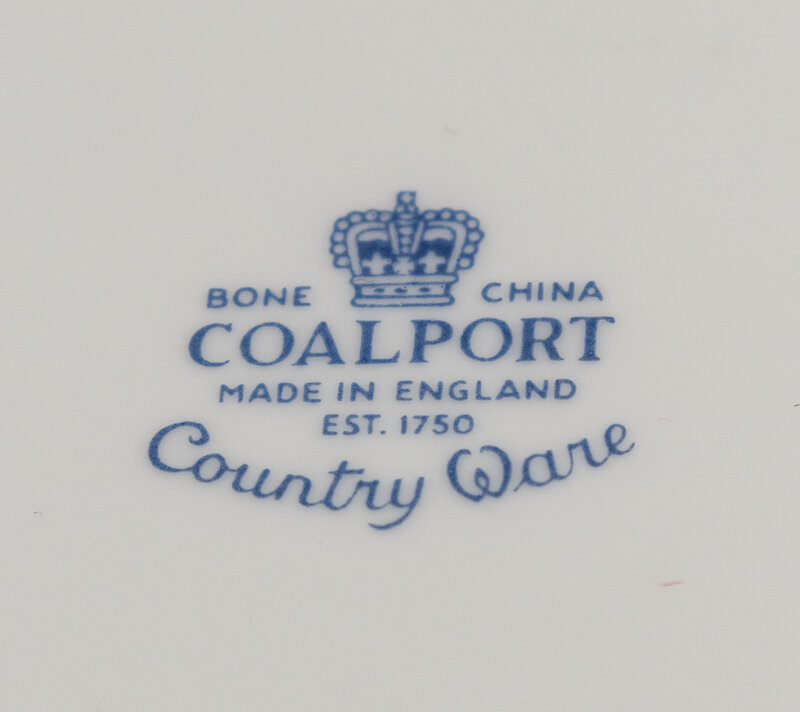 BONE CHINA
COALPORT
MADE IN ENGLAND
EST. 1750
Country Ware